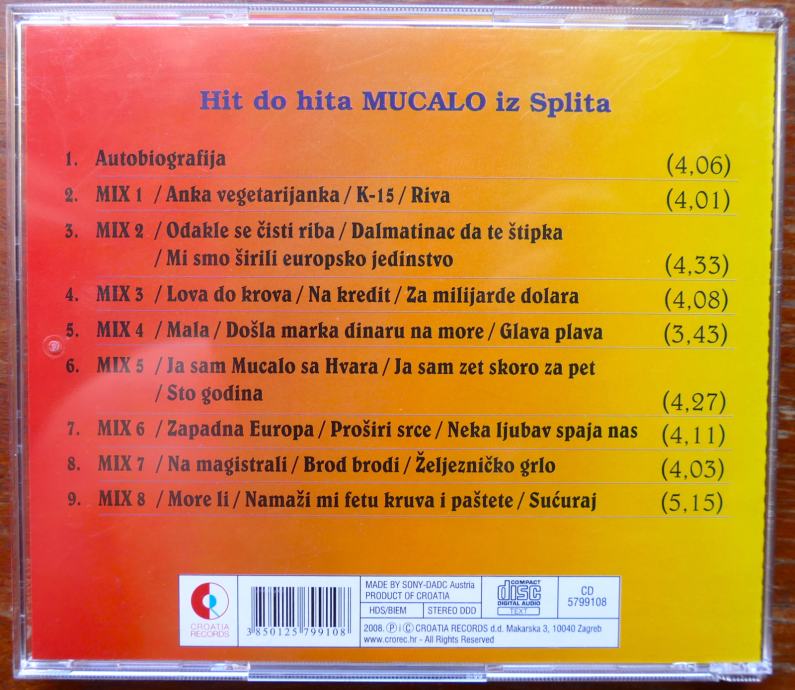 Hit do hita MUCALO iz Splita
1. Autobiografija (4,06)
2. MIX 1 / Anka vegetarijanka / K-15 / Riva (4,01)
3. MIX 2 / Odakle se čisti riba / Dalmatinac da te štipka
/ Mi smo širili europsko jedinstvo (4,33)
4. MIX 3 / Lova do krova / Na kredit / Za milijarde dolara (4,08)
5. MIX 4 / Mala / Došla marka dinaru na more / Glava plava (3,43)
6. MIX 5 / Ja sam Mucalo sa Hvara / Ja sam zet skoro za pet
/ Sto godina (4,27)
7. MIX 6 / Zapadna Europa / Proširi srce / Neka ljubav spaja nas (4,11)
8. MIX 7 / Na magistrali / Brod brodi / Željezničko grlo (4,03)
9. MIX 8 / More li / Namaži mi fetu kruva i paštete / Sućuraj (5,15)
CROATIA
RECORDS
3 850125 799108
MADE BY SONY-DADC Austria
PRODUCT OF CROATIA
HDS/BIEM STEREO DDD
COMPACT
disc
DIGITAL AUDIO
TEXT
CD
5799108
2008. Ⓟ i Ⓒ CROATIA RECORDS d.d. Makarska 3, 10040 Zagreb
www.crorec.hr - All Rights Reserved